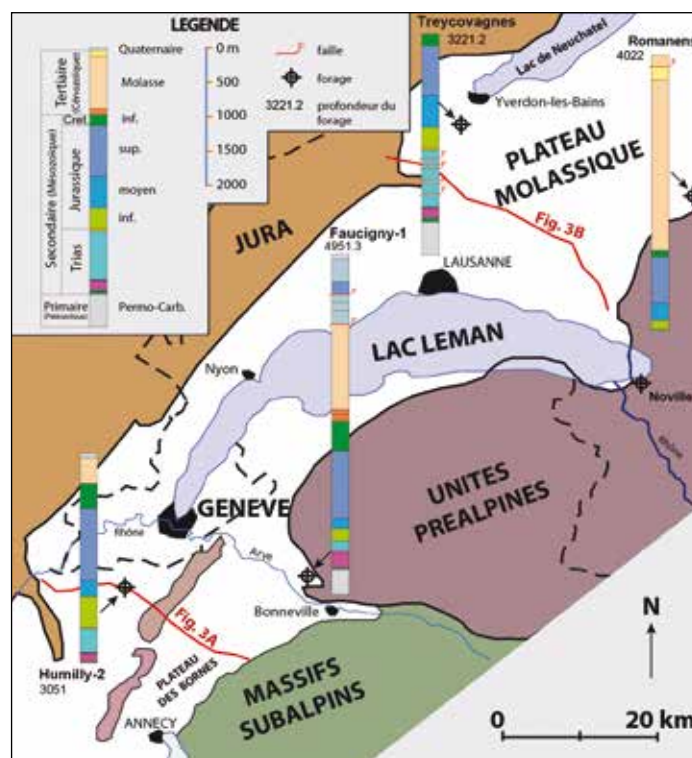 LEGENDE
Quaternaire
Tertiaire
(Cénozoïque)
Molasse
Cret.
inf.
Secondaire (Mésozoïque)
Jurassique
sup.
moyen
inf.
Trias
Primaire
Permo-Carb.
0 m
500
1000
1500
2000
faille
forage
3221.2 profondeur du
forage
Treycovagnes
3221.2
Lac de Neuchatel
Yverdon-les-Bains
Romanens
4022
PLATEAU
MOLASSIQUE
JURA
Fig. 3B
Faucigny-1
4951.3
LAUSANNE
LAC LEMAN
Nyon
Noville
Rhône
GENEVE
UNITES
PREALPINES
Rhône
Arve
Bonneville
Fig. 3A
Humilly-2
3051
PLATEAU
DES BORNES
MASSIFS
SUBALPINS
ANNECY
N
0 20 km